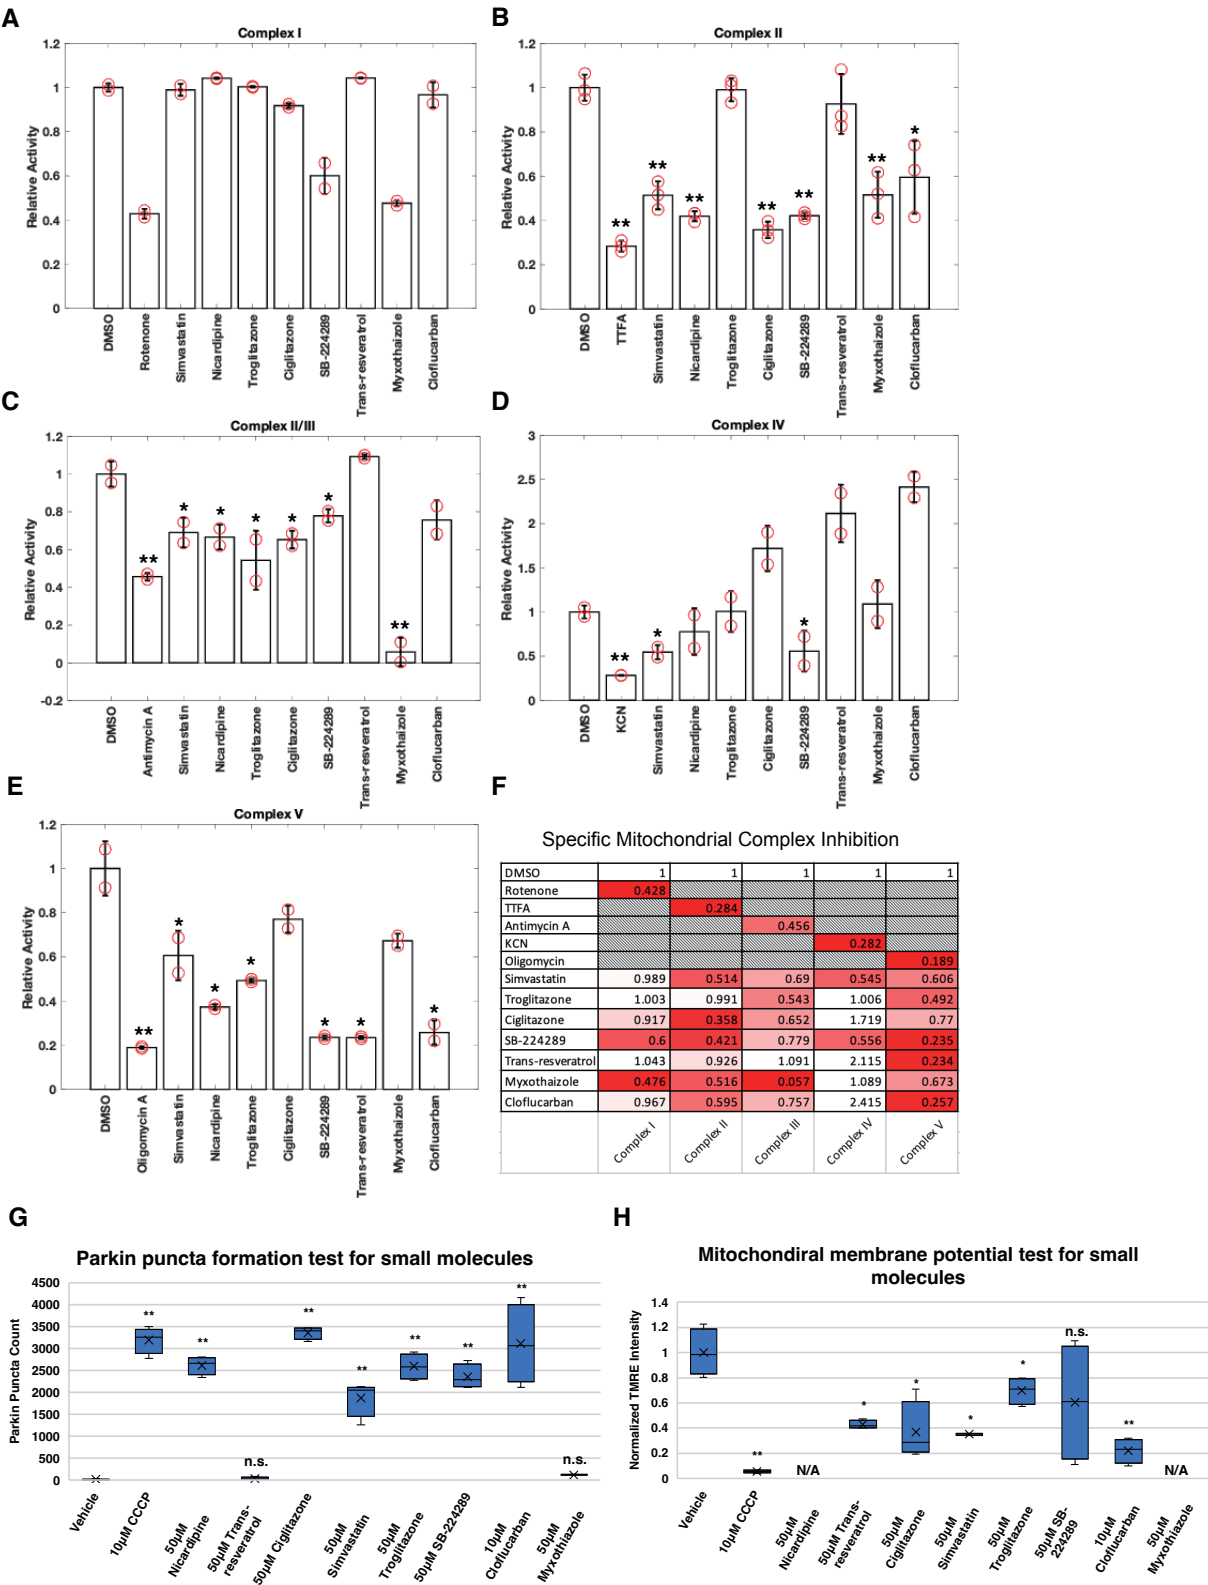 A
Complex I
Relative Activity
1.2
1
0.8
0.6
0.4
0.2
0
DMSO
Rotenone
Simvastatin
Nicardipine
Troglitazone
Ciglitazone
SB-224289
Trans-resveratrol
Myxothaizole
Cloflucarban
B
Complex II
Relative Activity
1.2
1
0.8
0.6
0.4
0.2
0
** ** ** ** ** ** *
DMSO
TTFA
Simvastatin
Nicardipine
Troglitazone
Ciglitazone
SB-224289
Trans-resveratrol
Myxothaizole
Cloflucarban
C
Complex II/III
Relative Activity
1.2
1
0.8
0.6
0.4
0.2
0
-0.2
** * * * * * **
DMSO
Antimycin A
Simvastatin
Nicardipine
Troglitazone
Ciglitazone
SB-224289
Trans-resveratrol
Myxothaizole
Cloflucarban
D
Complex IV
Relative Activity
3
2.5
2
1.5
1
0.5
0
** * *
DMSO
KCN
Simvastatin
Nicardipine
Troglitazone
Ciglitazone
SB-224289
Trans-resveratrol
Myxothaizole
Cloflucarban
E
Complex V
Relative Activity
1.2
1
0.8
0.6
0.4
0.2
0
** * * * * * *
DMSO
Oligomycin A
Simvastatin
Nicardipine
Troglitazone
Ciglitazone
SB-224289
Trans-resveratrol
Myxothaizole
Cloflucarban
F
Specific Mitochondrial Complex Inhibition
DMSO 1 1 1 1 1
Rotenone 0.428
TTFA 0.284
Antimycin A 0.456
KCN 0.282
Oligomycin 0.189
Simvastatin 0.989 0.514 0.69 0.545 0.606
Troglitazone 1.003 0.991 0.543 1.006 0.492
Ciglitazone 0.917 0.358 0.652 1.719 0.77
SB-224289 0.6 0.421 0.779 0.556 0.235
Trans-resveratrol 1.043 0.926 1.091 2.115 0.234
Myxothaizole 0.476 0.516 0.057 1.089 0.673
Cloflucarban 0.967 0.595 0.757 2.415 0.257
Complex I Complex II Complex III Complex IV Complex V
G
Parkin puncta formation test for small molecules
Parkin Puncta Count
4500
4000
3500
3000
2500
2000
1500
1000
500
0
** ** n.s. ** ** ** ** ** n.s.
Vehicle
10µM CCCP
50µM
Nicardipine
50µM Trans-
resveratrol
50µM Ciglitazone
50µM
Simvastatin
50µM
Troglitazone
50µM SB-224289
10µM
Cloflucarban
50µM
Myxothiazole
H
Mitochondiral membrane potential test for small
molecules
Normalized TMRE Intensity
1.4
1.2
1
0.8
0.6
0.4
0.2
0
** N/A * * * * n.s. ** N/A
Vehicle
10µM CCCP
50µM
Nicardipine
50µM Trans-
resveratrol
50µM
Ciglitazone
50µM
Simvatatin
50µM
Troglitazone
50µM SB-
224289
10µM
Cloflucarban
50µM
Myxothiazole